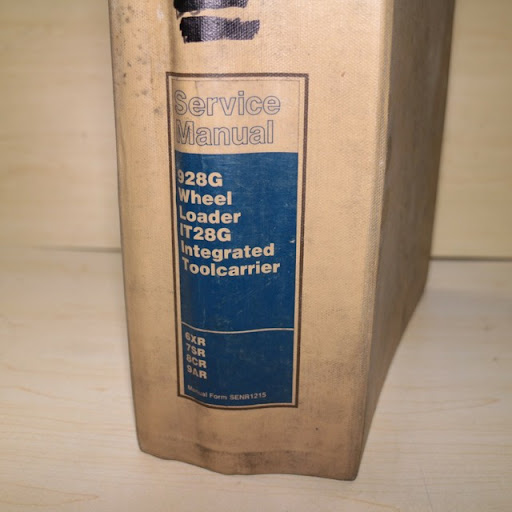 Service
Manual
928G
Wheel
Loader
IT28G
Integrated
Toolcarrier
6XR
7SR
8CR
9AR
Manual Form SENR1215